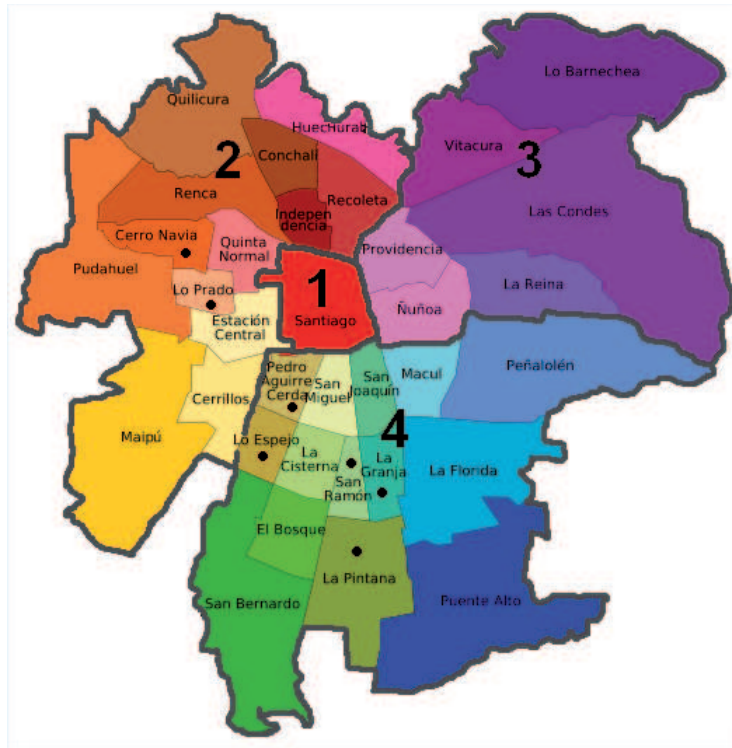 Lo Barnechea
Quilicura
Huechuraba
Conchalí
Vitacura
2
3
Renca
Recoleta
Indepen
dencia
Las Condes
Cerro Navia
Quinta
Normal
Providencia
Pudahuel
Lo Prado
La Reina
1
Santiago
Ñuñoa
Estación
Central
Pedro
Aguirre
Cerda
San
Miguel
San
Joaquín
Macul
Peñalolén
Cerrillos
Maipú
Lo Espejo
4
La
Cisterna
La
Granja
San
Ramón
La Florida
El Bosque
La Pintana
San Bernardo
Puente Alto